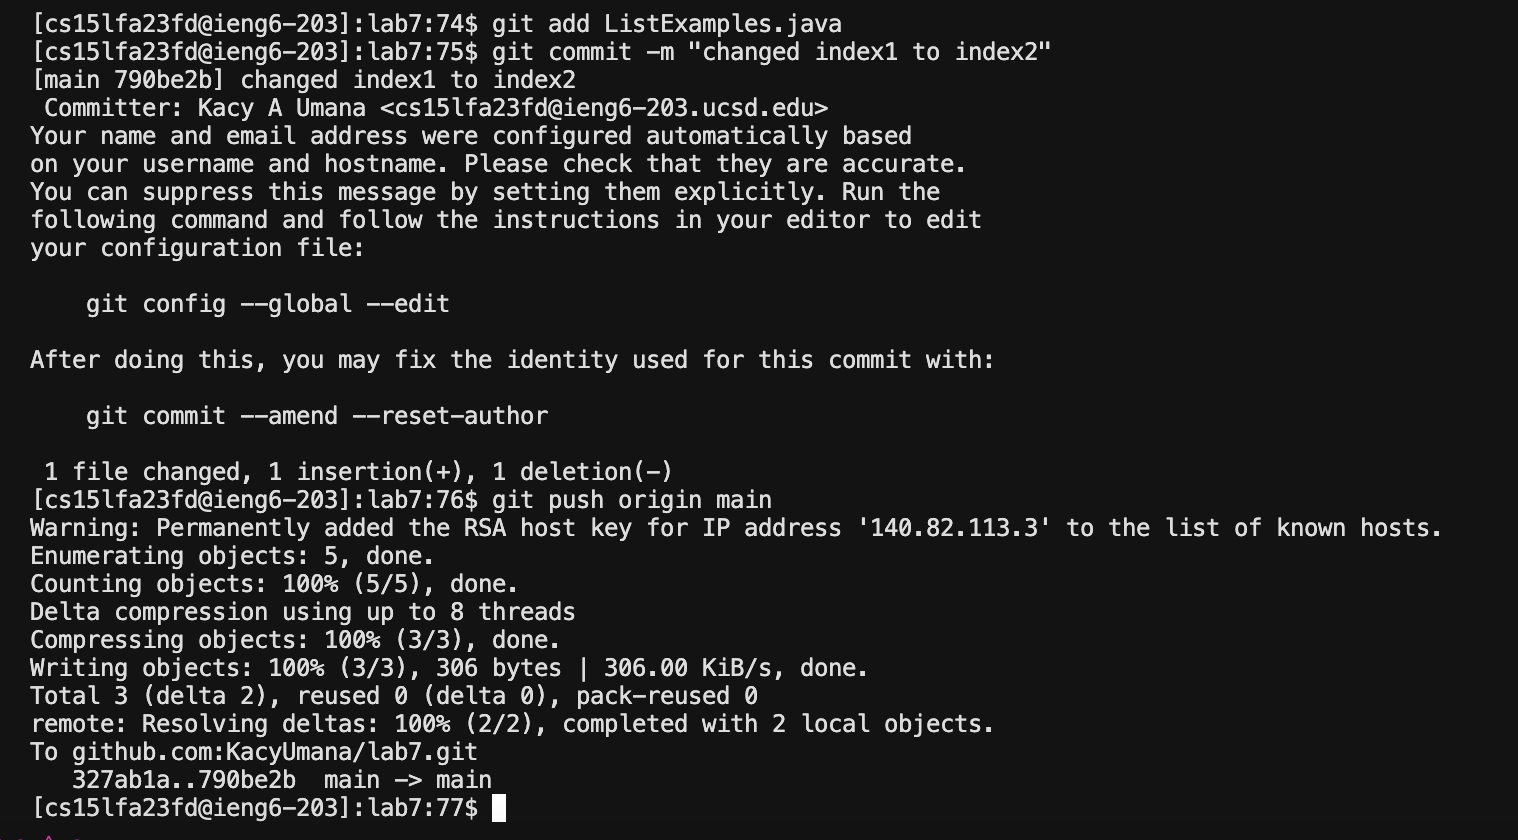 [cs15lfa23fd@ieng6-203]:lab7:74$ git add ListExamples.java
[cs15lfa23fd@ieng6-203]:lab7:75$ git commit -m "changed index1 to index2"
[main 790be2b] changed index1 to index2
 Committer: Kacy A Umana <cs15lfa23fd@ieng6-203.ucsd.edu>
Your name and email address were configured automatically based
on your username and hostname. Please check that they are accurate.
You can suppress this message by setting them explicitly. Run the
following command and follow the instructions in your editor to edit
your configuration file:

    git config --global --edit

After doing this, you may fix the identity used for this commit with:

    git commit --amend --reset-author

 1 file changed, 1 insertion(+), 1 deletion(-)
[cs15lfa23fd@ieng6-203]:lab7:76$ git push origin main
Warning: Permanently added the RSA host key for IP address '140.82.113.3' to the list of known hosts.
Enumerating objects: 5, done.
Counting objects: 100% (5/5), done.
Delta compression using up to 8 threads
Compressing objects: 100% (3/3), done.
Writing objects: 100% (3/3), 306 bytes | 306.00 KiB/s, done.
Total 3 (delta 2), reused 0 (delta 0), pack-reused 0
remote: Resolving deltas: 100% (2/2), completed with 2 local objects.
To github.com:KacyUmana/lab7.git
   327ab1a..790be2b  main -> main
[cs15lfa23fd@ieng6-203]:lab7:77$